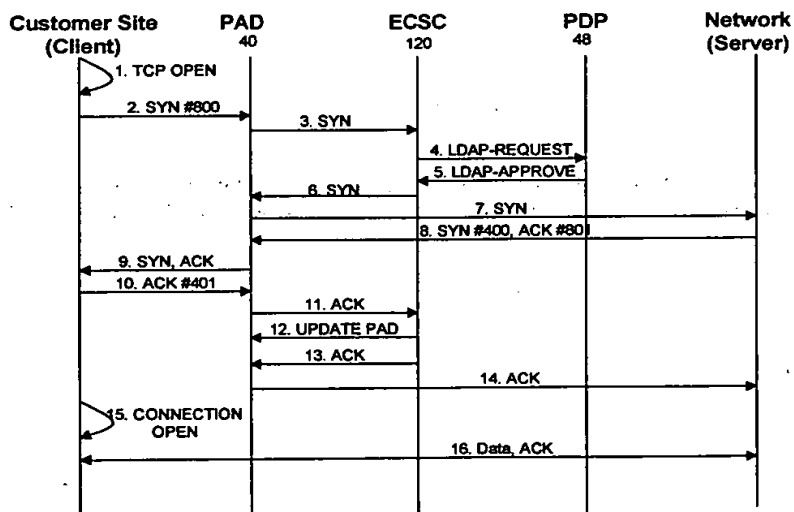 Customer Site
(Client)
PAD
40
ECSC
120
PDP
48
Network
(Server)
1. TCP OPEN
2. SYN #800
3. SYN
4. LDAP-REQUEST
5. LDAP-APPROVE
6. SYN
7. SYN
8. SYN #400, ACK #801
9. SYN, ACK
10. ACK #401
11. ACK
12. UPDATE PAD
13. ACK
14. ACK
15. CONNECTION
OPEN
16. Data, ACK